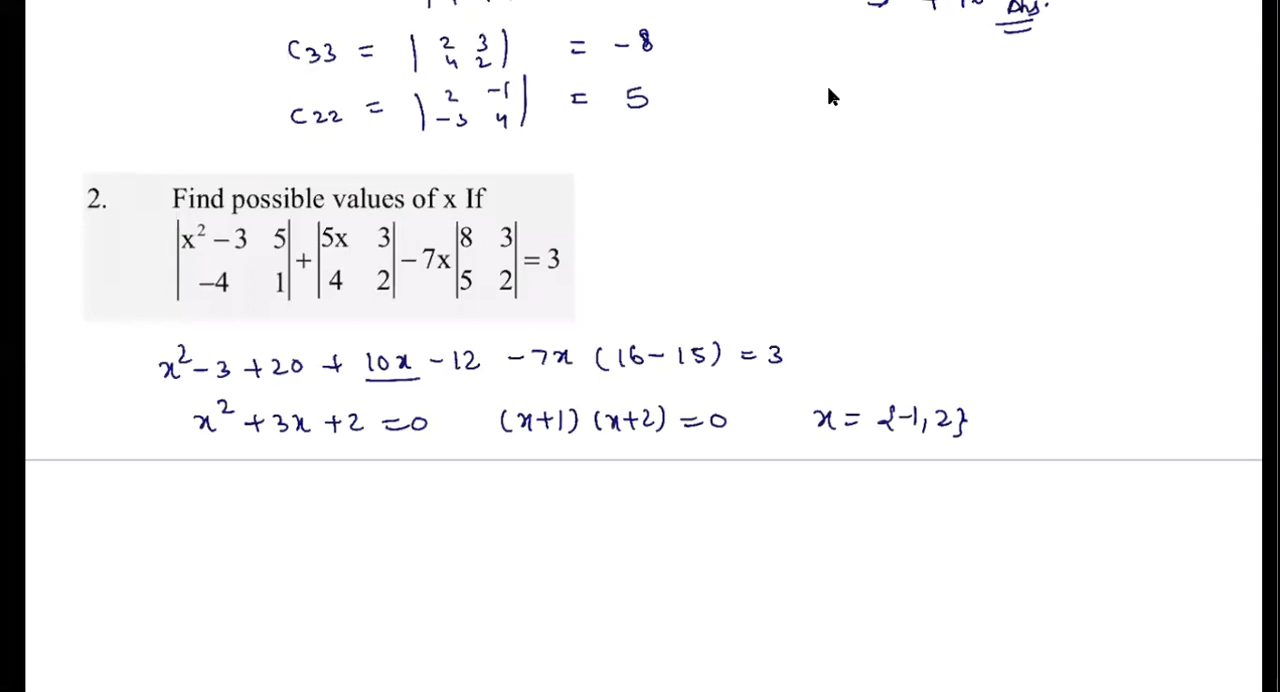 Ans.
C33 = | 2 3 4 2 | = -8
C22 = | 2 -1 -3 4 | = 5
2. Find possible values of x If
|x² – 3 5| |5x 3| |8 3|
+ – 7x = 3
|–4 1| |4 2| |5 2|
x² - 3 + 20 + 10x - 12 - 7x (16 - 15) = 3
x² + 3x + 2 = 0 (x+1) (x+2) = 0 x = {-1, 2}